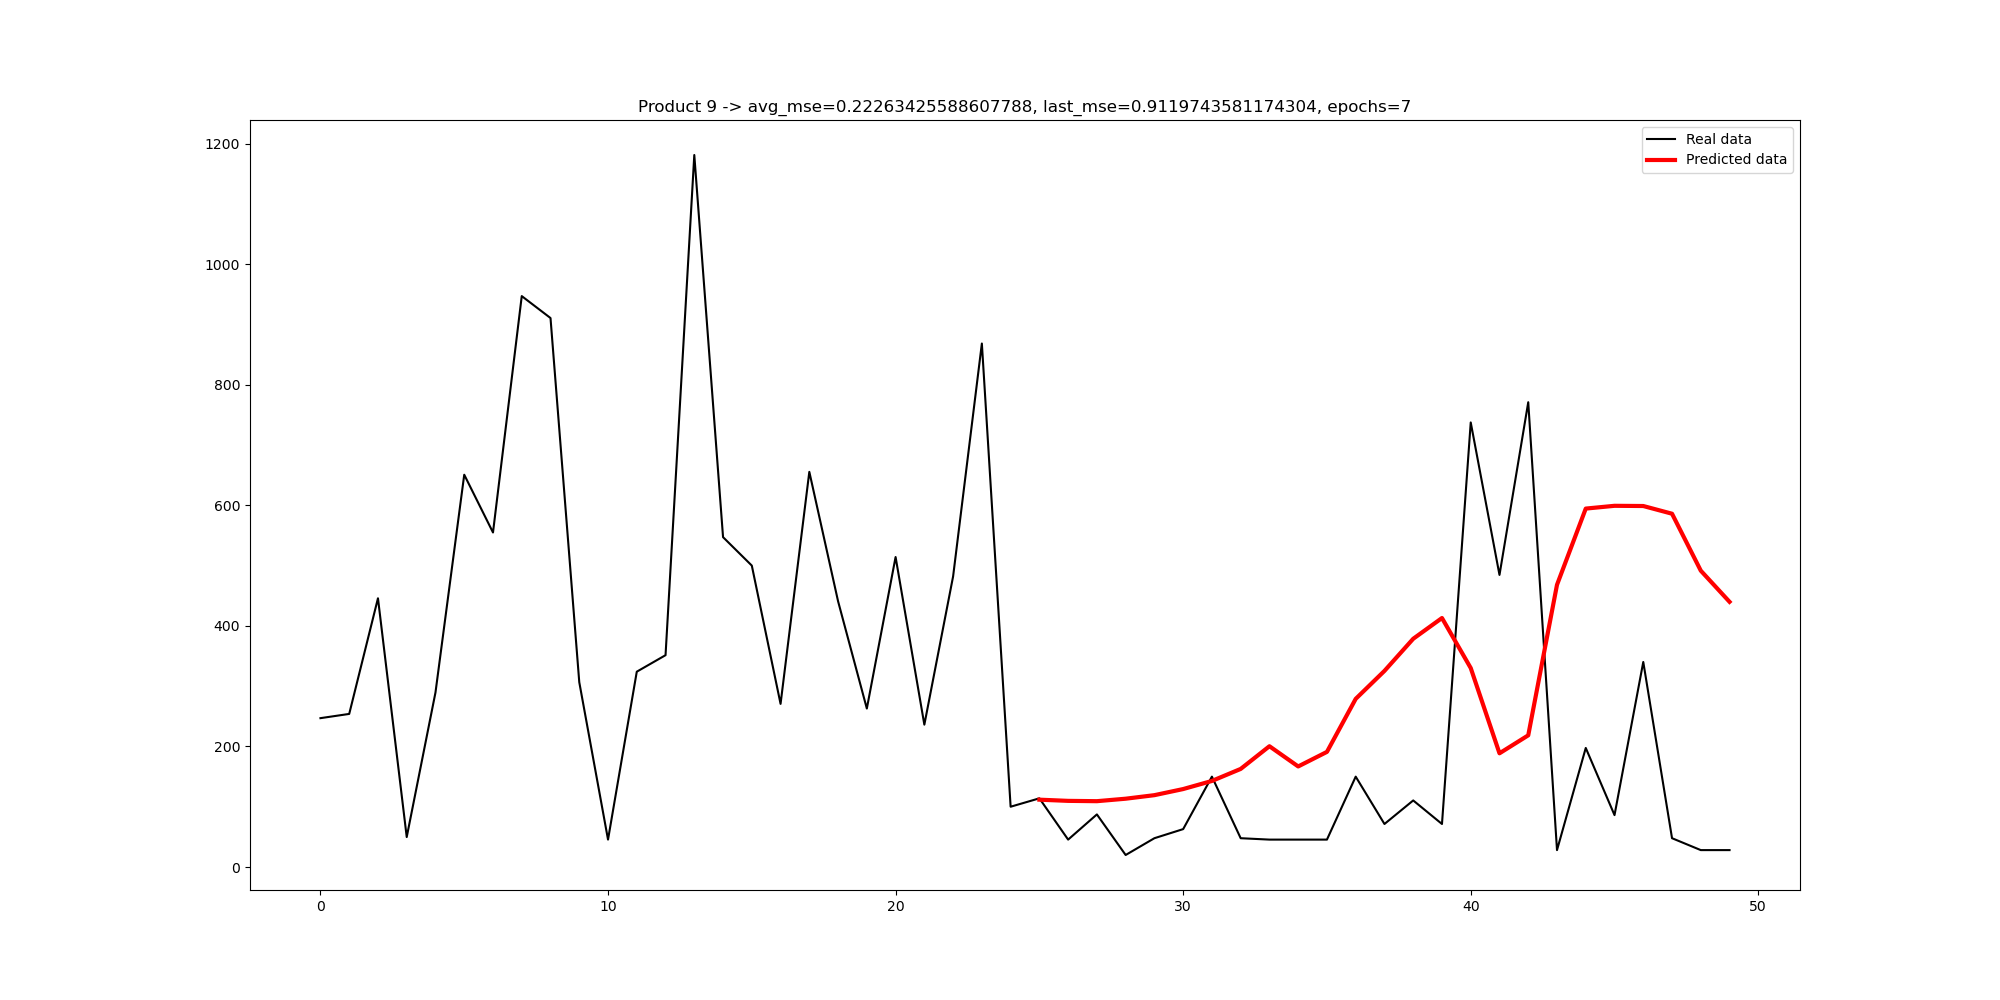 Product 9 -> avg_mse=0.22263425588607788, last_mse=0.9119743581174304, epochs=7
Real data
Predicted data
1200
1000
800
600
400
200
0
0 10 20 30 40 50